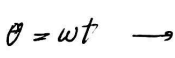 θ = ωt →